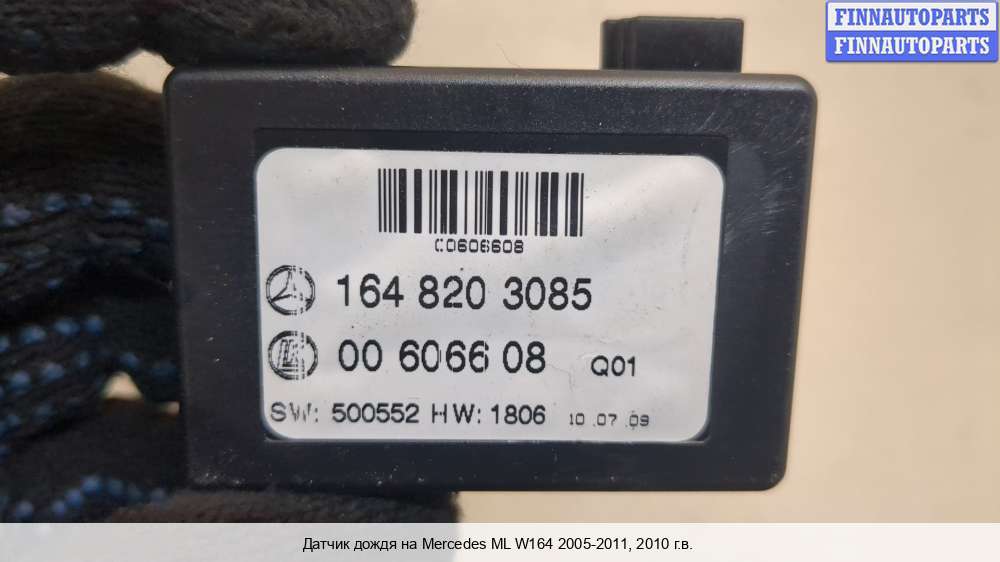 FINNAUTOPARTS
FINNAUTOPARTS
C0606608
164 820 3085
00 6066 08 Q01
SW: 500552 HW: 1806 10.07.09
Датчик дождя на Mercedes ML W164 2005-2011, 2010 г.в.